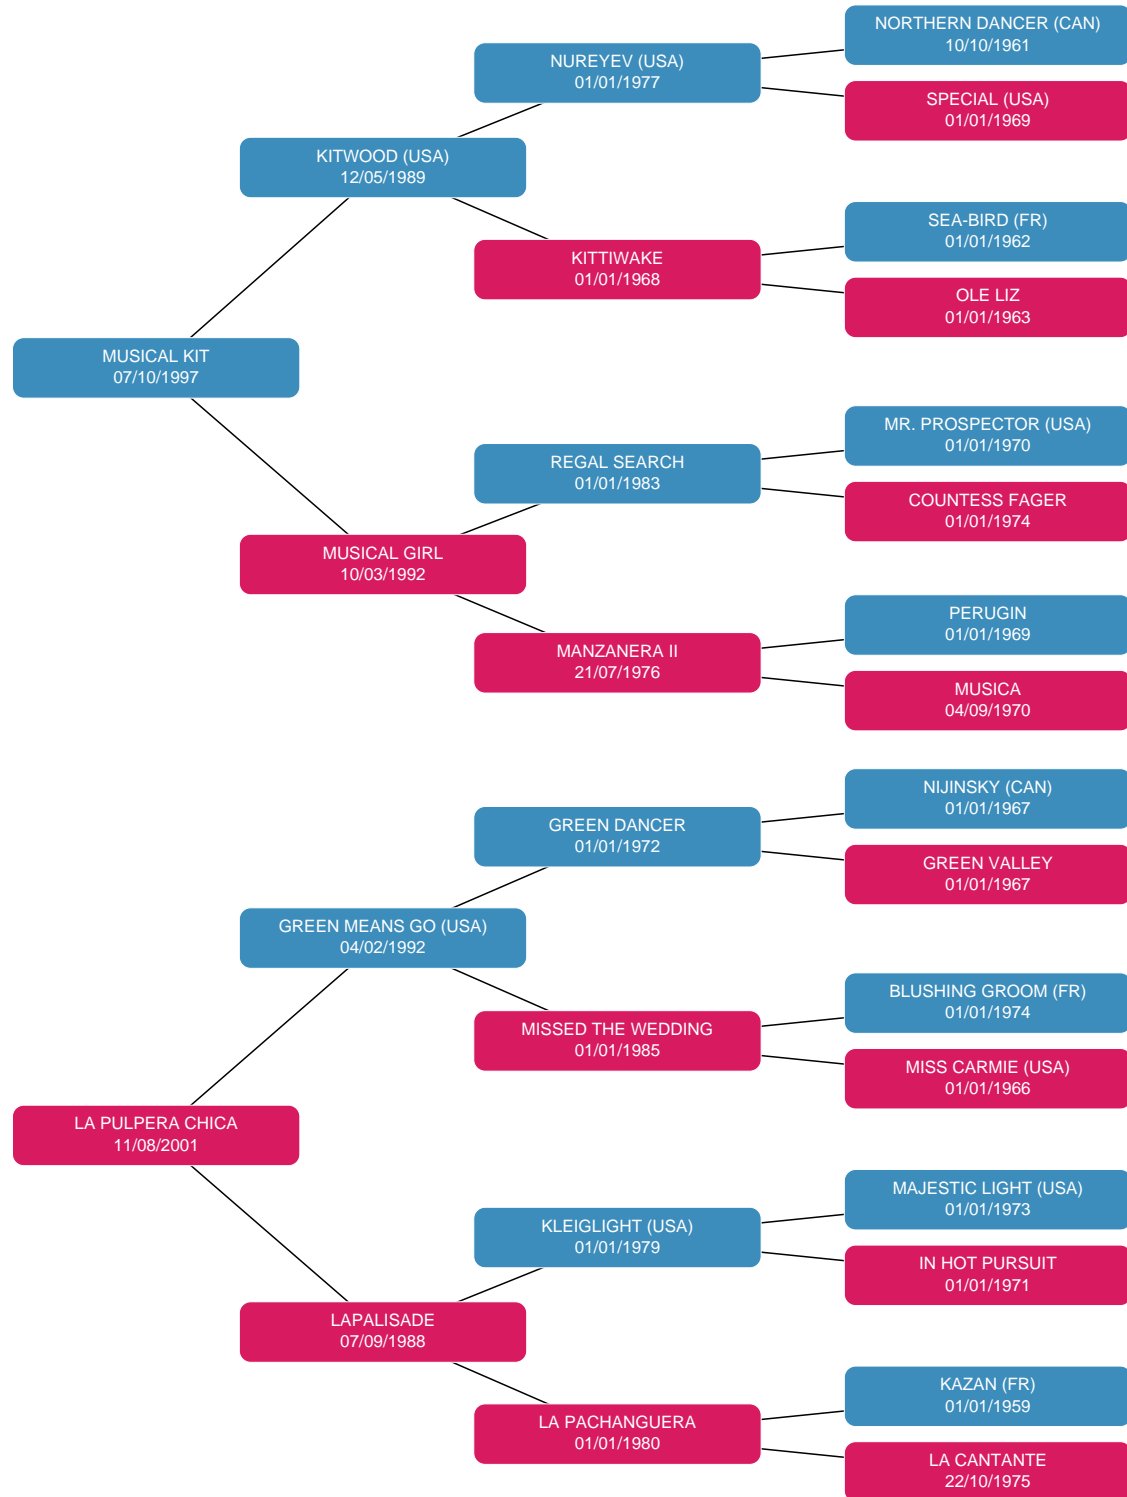 NORTHERN DANCER (CAN)
10/10/1961
NUREYEV (USA)
01/01/1977
SPECIAL (USA)
01/01/1969
KITWOOD (USA)
12/05/1989
SEA-BIRD (FR)
01/01/1962
KITTIWAKE
01/01/1968
OLE LIZ
01/01/1963
MUSICAL KIT
07/10/1997
MR. PROSPECTOR (USA)
01/01/1970
REGAL SEARCH
01/01/1983
COUNTESS FAGER
01/01/1974
MUSICAL GIRL
10/03/1992
PERUGIN
01/01/1969
MANZANERA II
21/07/1976
MUSICA
04/09/1970
NIJINSKY (CAN)
01/01/1967
GREEN DANCER
01/01/1972
GREEN VALLEY
01/01/1967
GREEN MEANS GO (USA)
04/02/1992
BLUSHING GROOM (FR)
01/01/1974
MISSED THE WEDDING
01/01/1985
MISS CARMIE (USA)
01/01/1966
LA PULPERA CHICA
11/08/2001
MAJESTIC LIGHT (USA)
01/01/1973
KLEIGLIGHT (USA)
01/01/1979
IN HOT PURSUIT
01/01/1971
LAPALISADE
07/09/1988
KAZAN (FR)
01/01/1959
LA PACHANGUERA
01/01/1980
LA CANTANTE
22/10/1975